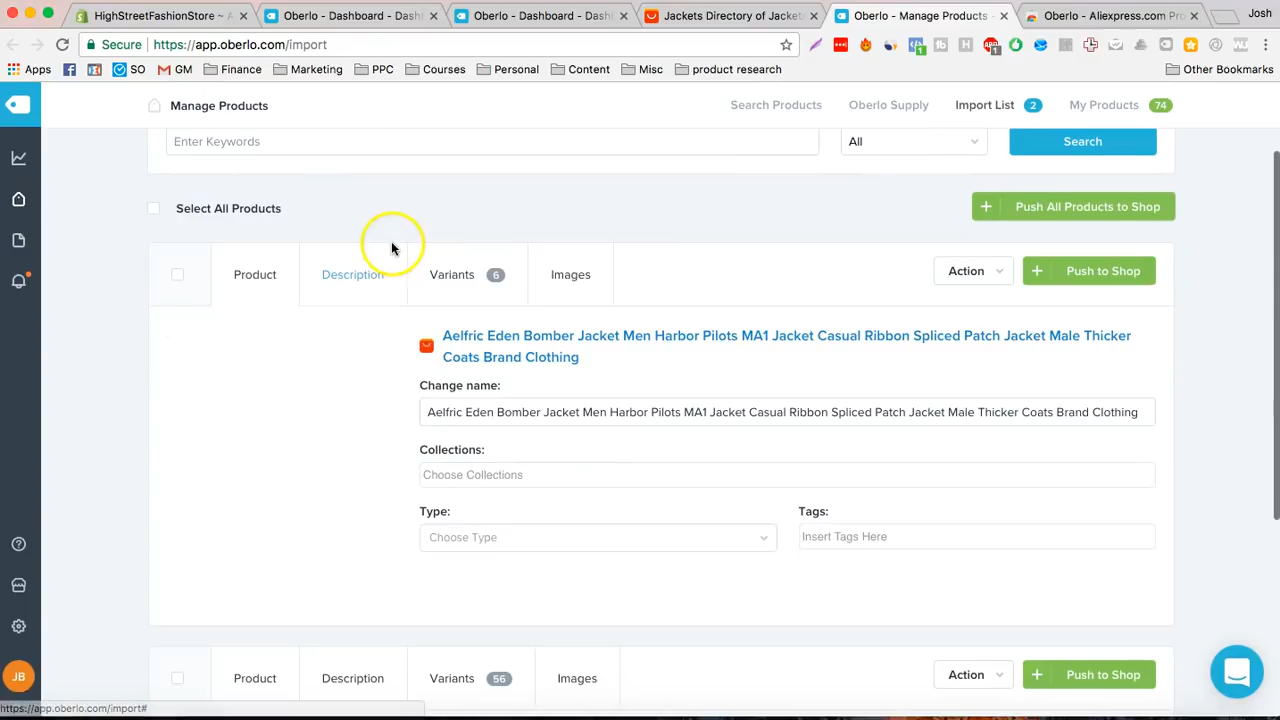 HighStreetFashionStore ~ A
Oberlo - Dashboard - Dash
Oberlo - Dashboard - Dash
Jackets Directory of Jackets
Oberlo - Manage Products -
Oberlo - Aliexpress.com Pro
Josh
Secure https://app.oberlo.com/import
Apps SO GM Finance Marketing PPC Courses Personal Content Misc product research Other Bookmarks
Manage Products
Search Products Oberlo Supply Import List 2 My Products 74
Enter Keywords All Search
Select All Products + Push All Products to Shop
Product Description Variants 6 Images Action + Push to Shop
Aelfric Eden Bomber Jacket Men Harbor Pilots MA1 Jacket Casual Ribbon Spliced Patch Jacket Male Thicker
Coats Brand Clothing
Change name:
Aelfric Eden Bomber Jacket Men Harbor Pilots MA1 Jacket Casual Ribbon Spliced Patch Jacket Male Thicker Coats Brand Clothing
Collections:
Choose Collections
Type: Tags:
Choose Type Insert Tags Here
Product Description Variants 56 Images Action + Push to Shop
JB
https://app.oberlo.com/import#